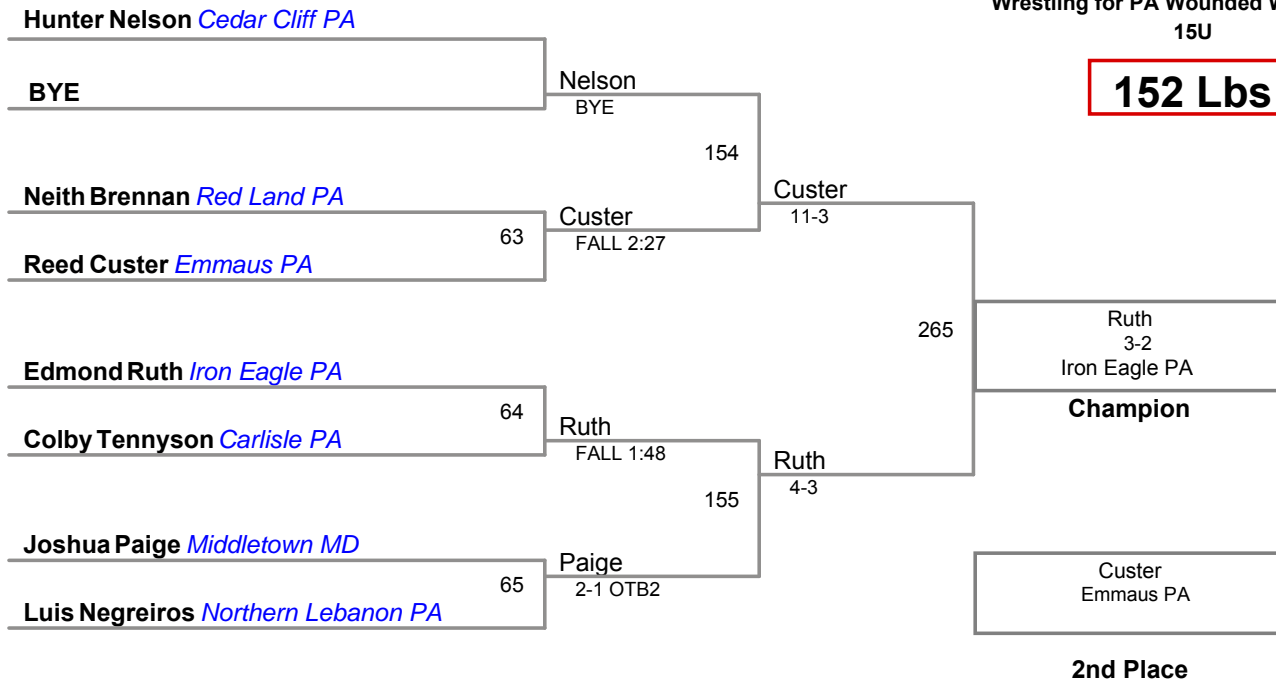 Hunter Nelson Cedar Cliff PA
Wrestling for PA Wounded
15U
152 Lbs
BYE
Nelson
BYE
154
Neith Brennan Red Land PA
Custer
11-3
63
Custer
FALL 2:27
Reed Custer Emmaus PA
265
Ruth
3-2
Iron Eagle PA
Champion
Edmond Ruth Iron Eagle PA
64
Ruth
FALL 1:48
Colby Tennyson Carlisle PA
Ruth
4-3
155
Joshua Paige Middletown MD
65
Paige
2-1 OTB2
Luis Negreiros Northern Lebanon PA
Custer
Emmaus PA
2nd Place